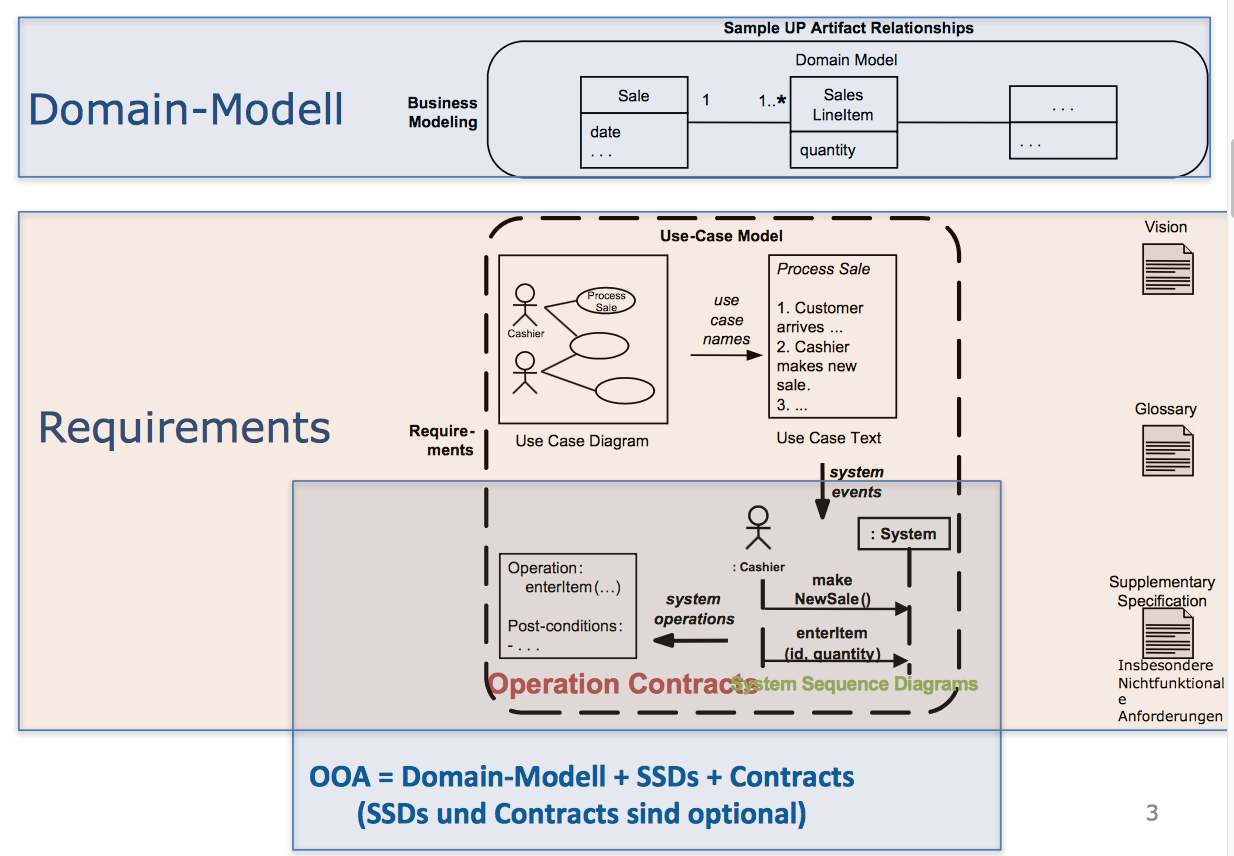 Sample UP Artifact Relationships
Domain Model
Domain-Modell
Business
Modeling
Sale
date
. . .
1
1..*
Sales
LineItem
quantity
. . .
. . .
Requirements
Require-
ments
Use-Case Model
Process
Sale
Cashier
Use Case Diagram
use
case
names
Process Sale
1. Customer
arrives ...
2. Cashier
makes new
sale.
3. ...
Use Case Text
system
events
: Cashier
: System
make
NewSale()
enterItem
(id, quantity)
system
operations
Operation:
enterItem(…)
Post-conditions:
- . . .
Operation Contracts
System Sequence Diagrams
Vision
Glossary
Supplementary
Specification
Insbesondere
Nichtfunktional
e
Anforderungen
OOA = Domain-Modell + SSDs + Contracts
(SSDs und Contracts sind optional)
3